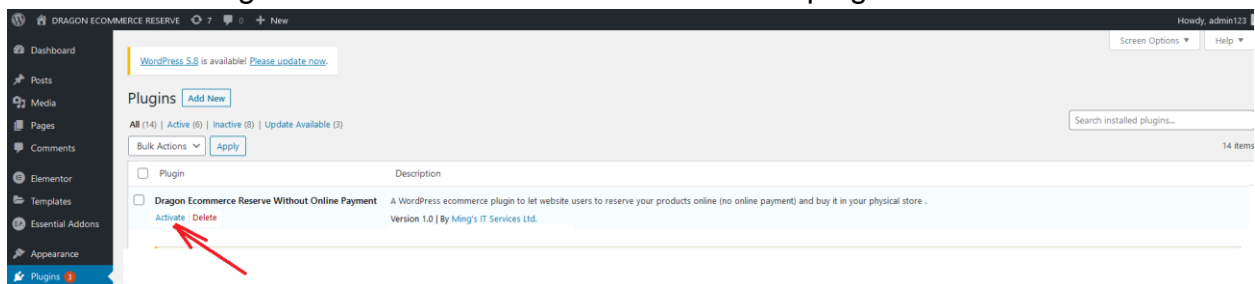 DRAGON ECOMMERCE RESERVE 7 0 + New Howdy, admin123
Screen Options ▼ Help ▼
Dashboard
Posts
Media
Pages
Comments
Elementor
Templates
Essential Addons
Appearance
Plugins 3
WordPress 5.8 is available! Please update now.
Plugins Add New
All (14) | Active (6) | Inactive (8) | Update Available (3)
Search installed plugins...
Bulk Actions Apply
14 items
Plugin Description
Dragon Ecommerce Reserve Without Online Payment
Activate | Delete
A WordPress ecommerce plugin to let website users to reserve your products online (no online payment) and buy it in your physical store .
Version 1.0 | By Ming's IT Services Ltd.